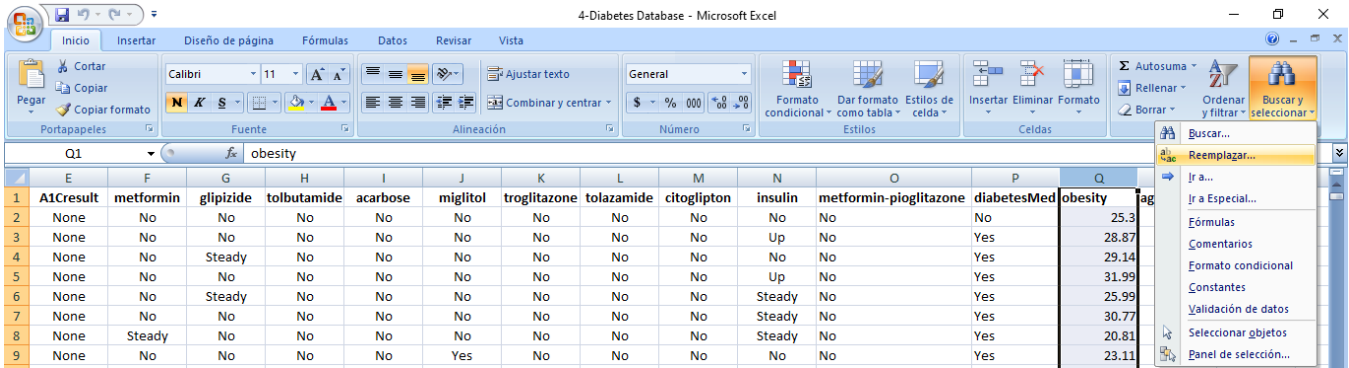 4-Diabetes Database - Microsoft Excel
Inicio Insertar Diseño de página Fórmulas Datos Revisar Vista
Pegar
Cortar
Copiar
Copiar formato
Portapapeles
Calibri 11 A A
N K S A
Fuente
Ajustar texto
Combinar y centrar
Alineación
General
$ % 000
Número
Formato condicional
Dar formato como tabla
Estilos de celda
Estilos
Insertar Eliminar Formato
Celdas
Σ Autosuma
Rellenar
Borrar
Ordenar y filtrar
Buscar y seleccionar
Q1 fx obesity
E F G H I J K L M N O P Q
1 A1Cresult metformin glipizide tolbutamide acarbose miglitol troglitazone tolazamide citoglipton insulin metformin-pioglitazone diabetesMed obesity ag
2 None No No No No No No No No No No No 25.3
3 None No No No No No No No No Up No Yes 28.87
4 None No Steady No No No No No No No No Yes 29.14
5 None No No No No No No No No Up No Yes 31.99
6 None No Steady No No No No No No Steady No Yes 25.99
7 None No No No No No No No No Steady No Yes 30.77
8 None Steady No No No No No No No Steady No Yes 20.81
9 None No No No No Yes No No No No No Yes 23.11
Buscar...
Reemplazar...
Ir a...
Ir a Especial...
Fórmulas
Comentarios
Formato condicional
Constantes
Validación de datos
Seleccionar objetos
Panel de selección...